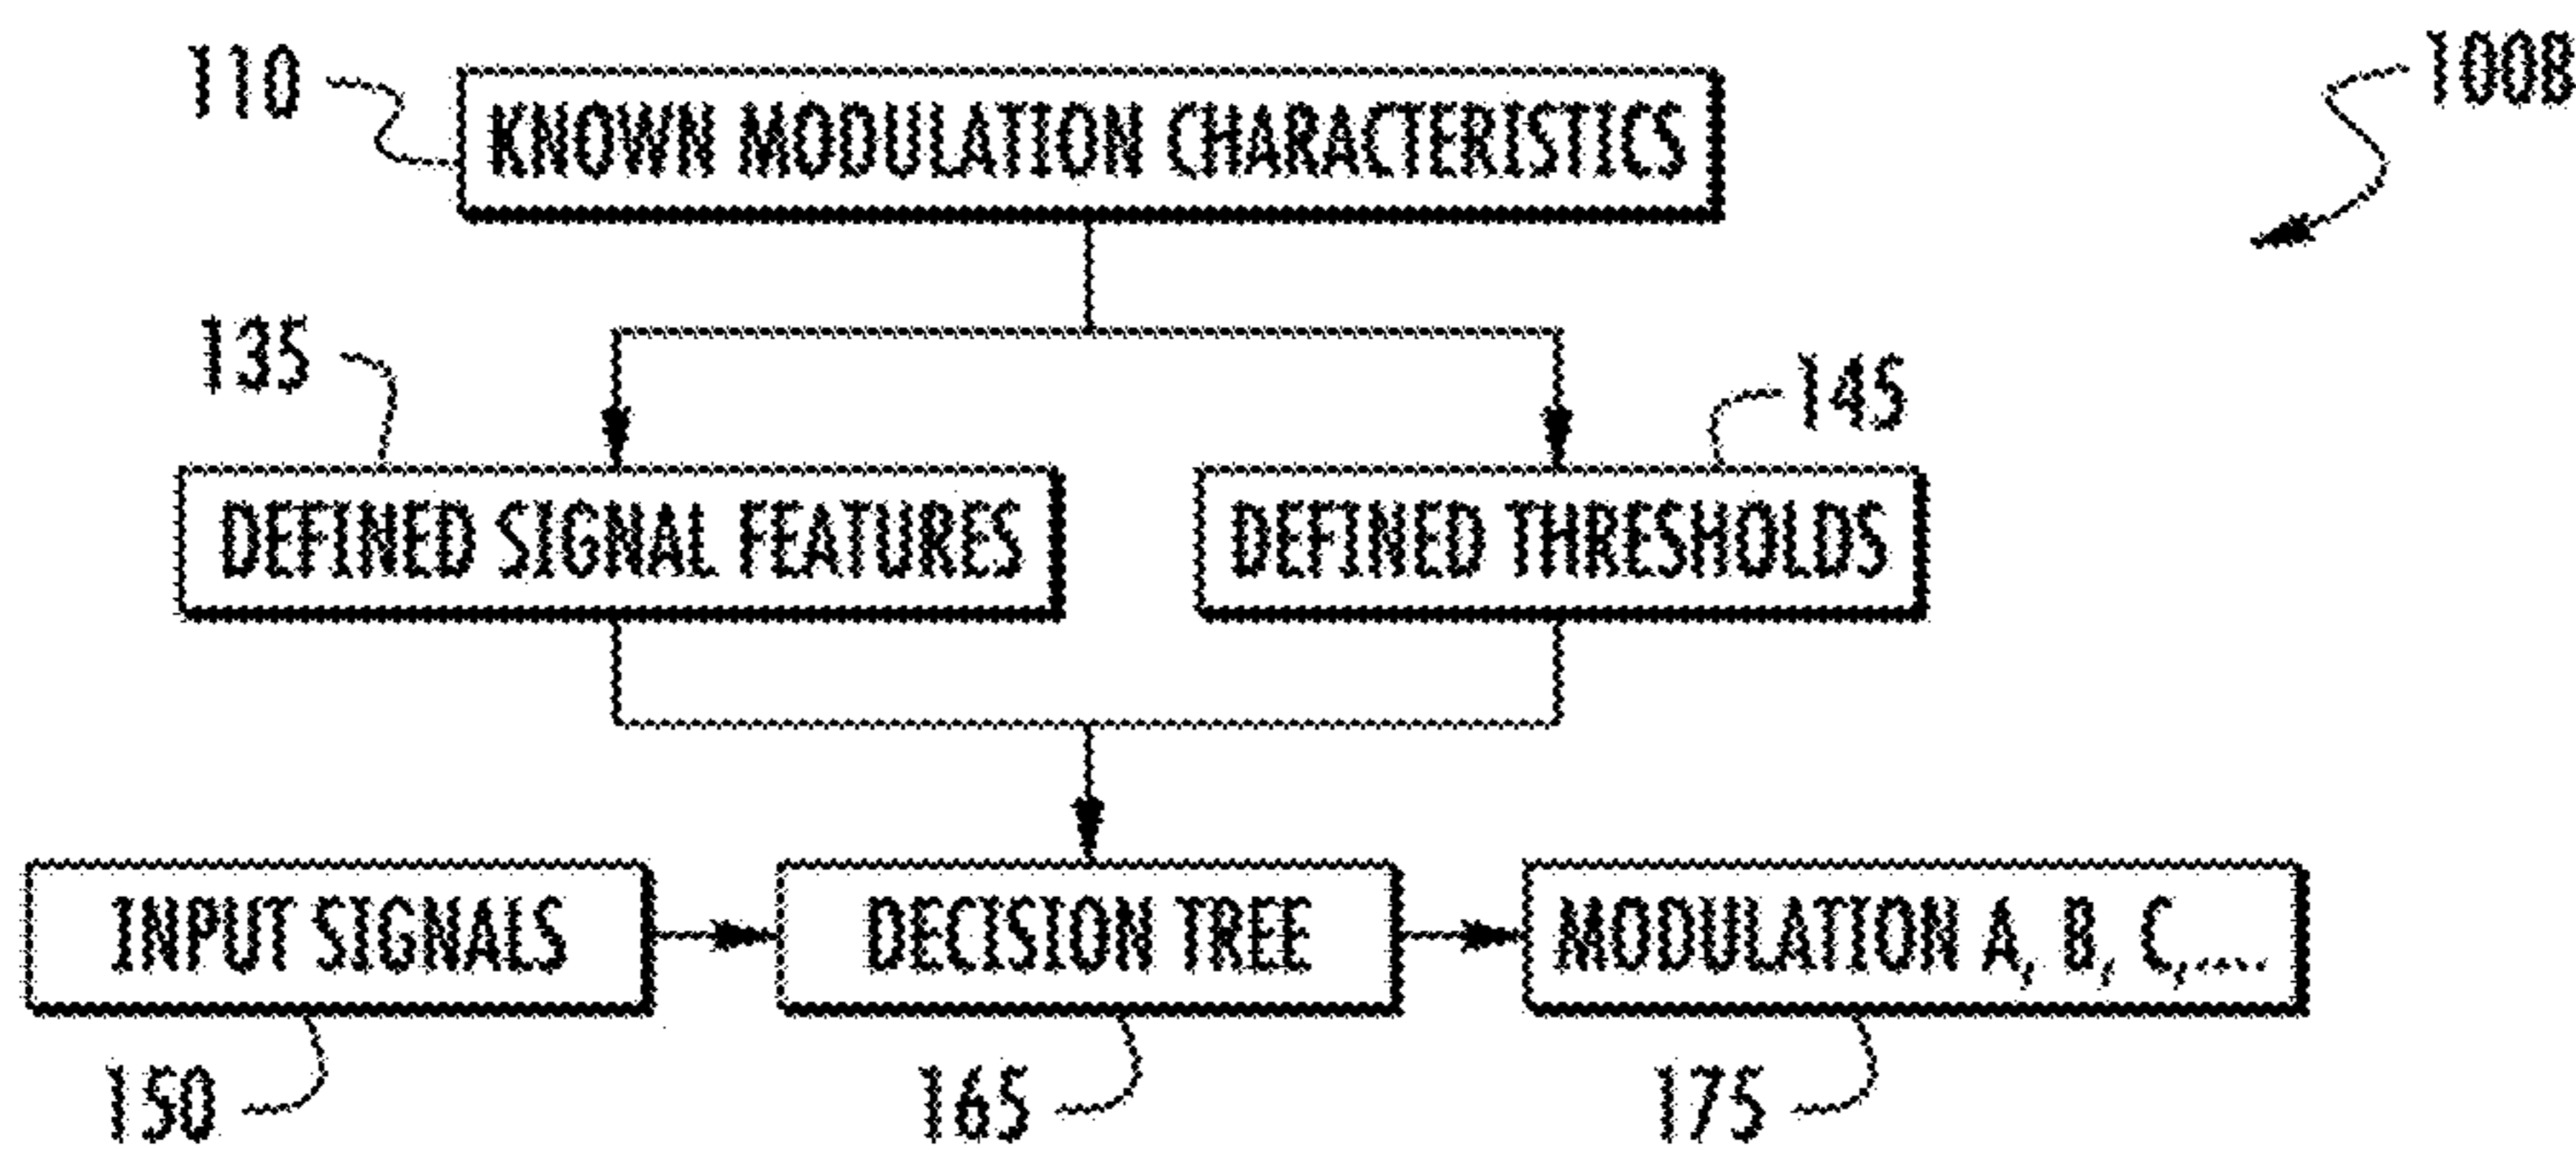 110
100B
KNOWN MODULATION CHARACTERISTICS
135
145
DEFINED SIGNAL FEATURES
DEFINED THRESHOLDS
INPUT SIGNALS
DECISION TREE
MODULATION A, B, C,....
150
165
175